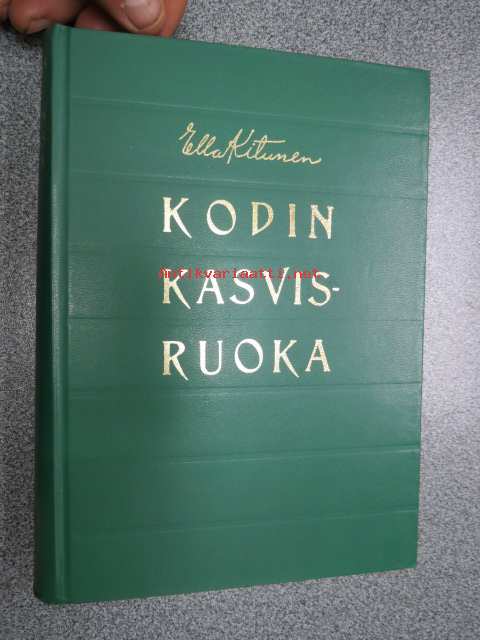 Ella Kitunen
KODIN
Antikvariaatti.net
KASVIS-
RUOKA